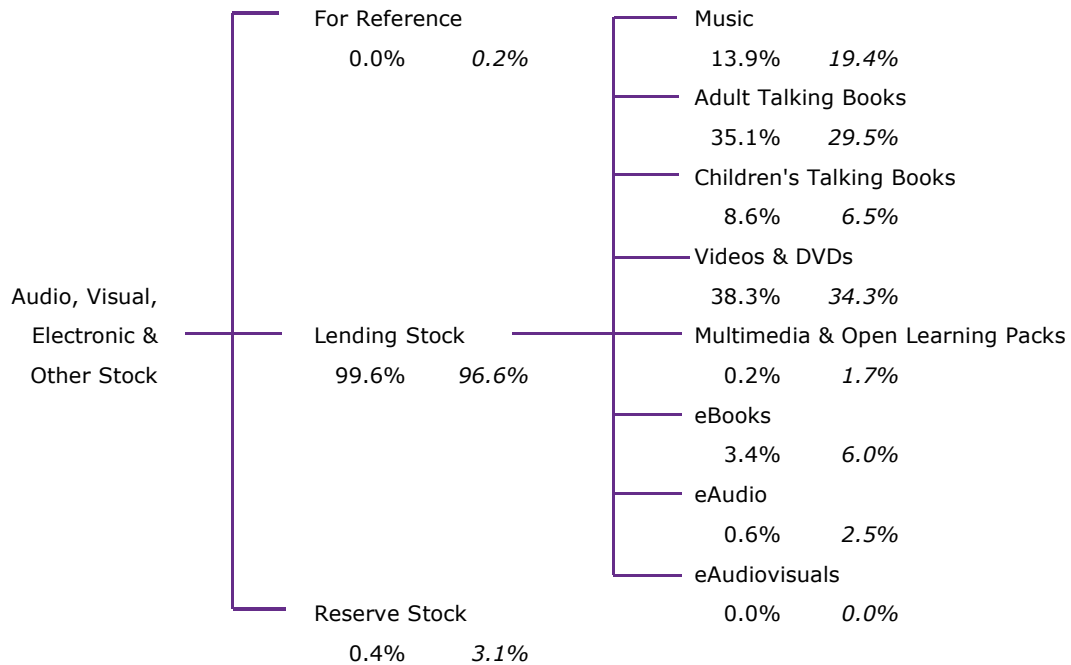 Audio, Visual,
Electronic &
Other Stock
For Reference
0.0% 0.2%
Lending Stock
99.6% 96.6%
Reserve Stock
0.4% 3.1%
Music
13.9% 19.4%
Adult Talking Books
35.1% 29.5%
Children's Talking Books
8.6% 6.5%
Videos & DVDs
38.3% 34.3%
Multimedia & Open Learning Packs
0.2% 1.7%
eBooks
3.4% 6.0%
eAudio
0.6% 2.5%
eAudiovisuals
0.0% 0.0%